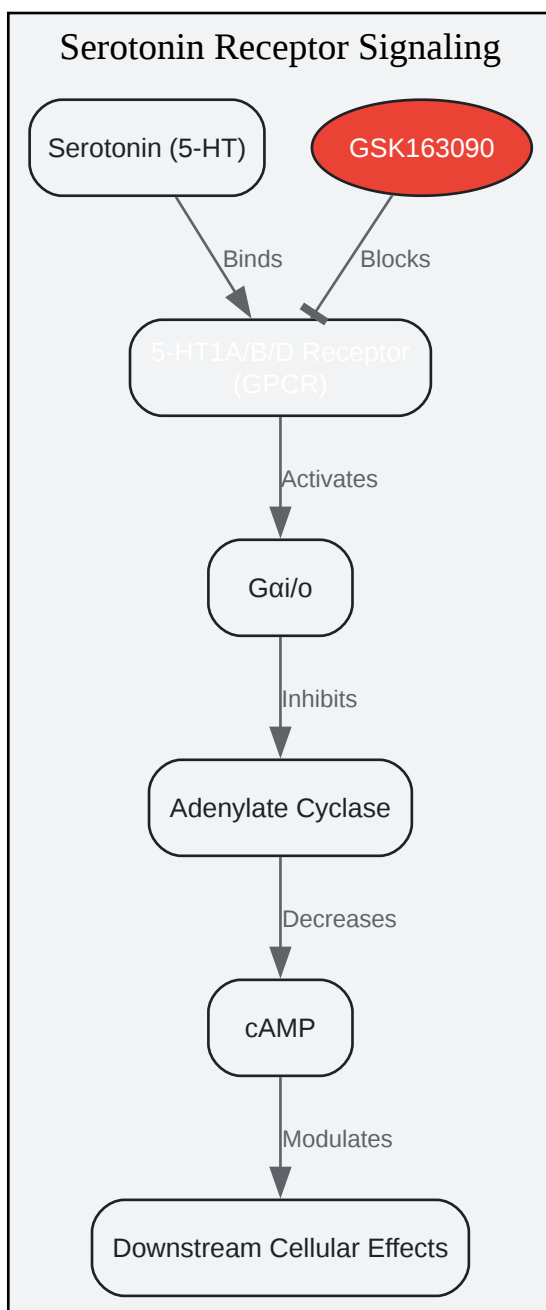 Serotonin Receptor Signaling
Serotonin (5-HT)
GSK163090
Binds
Blocks
5-HT1A/B/D Receptor
(GPCR)
Activates
Gαi/o
Inhibits
Adenylate Cyclase
Decreases
cAMP
Modulates
Downstream Cellular Effects